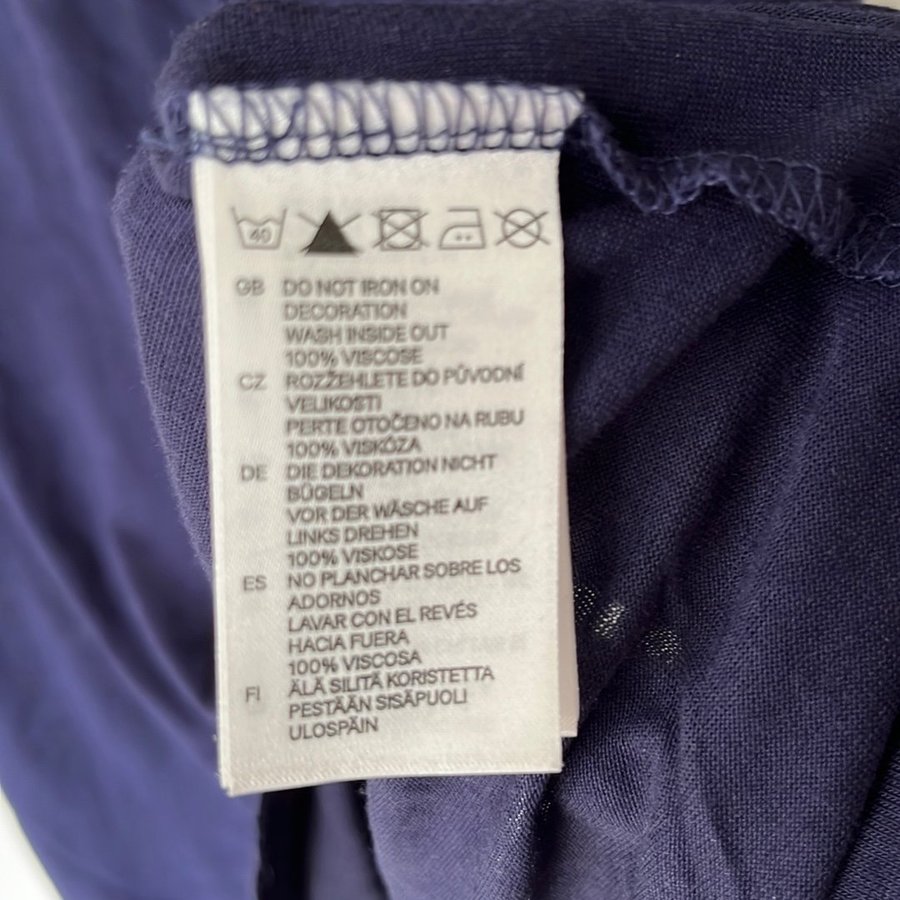 40
GB DO NOT IRON ON
DECORATION
WASH INSIDE OUT
100% VISCOSE
CZ ROZŽEHLETE DO PŮVODNÍ
VELIKOSTI
PERTE OTOČENO NA RUBU
100% VISKÓZA
DE DIE DEKORATION NICHT
BÜGELN
VOR DER WÄSCHE AUF
LINKS DREHEN
100% VISKOSE
ES NO PLANCHAR SOBRE LOS
ADORNOS
LAVAR CON EL REVÉS
HACIA FUERA
100% VISCOSA
FI ÄLÄ SILITÄ KORISTETTA
PESTÄÄN SISÄPUOLI
ULOSPÄIN